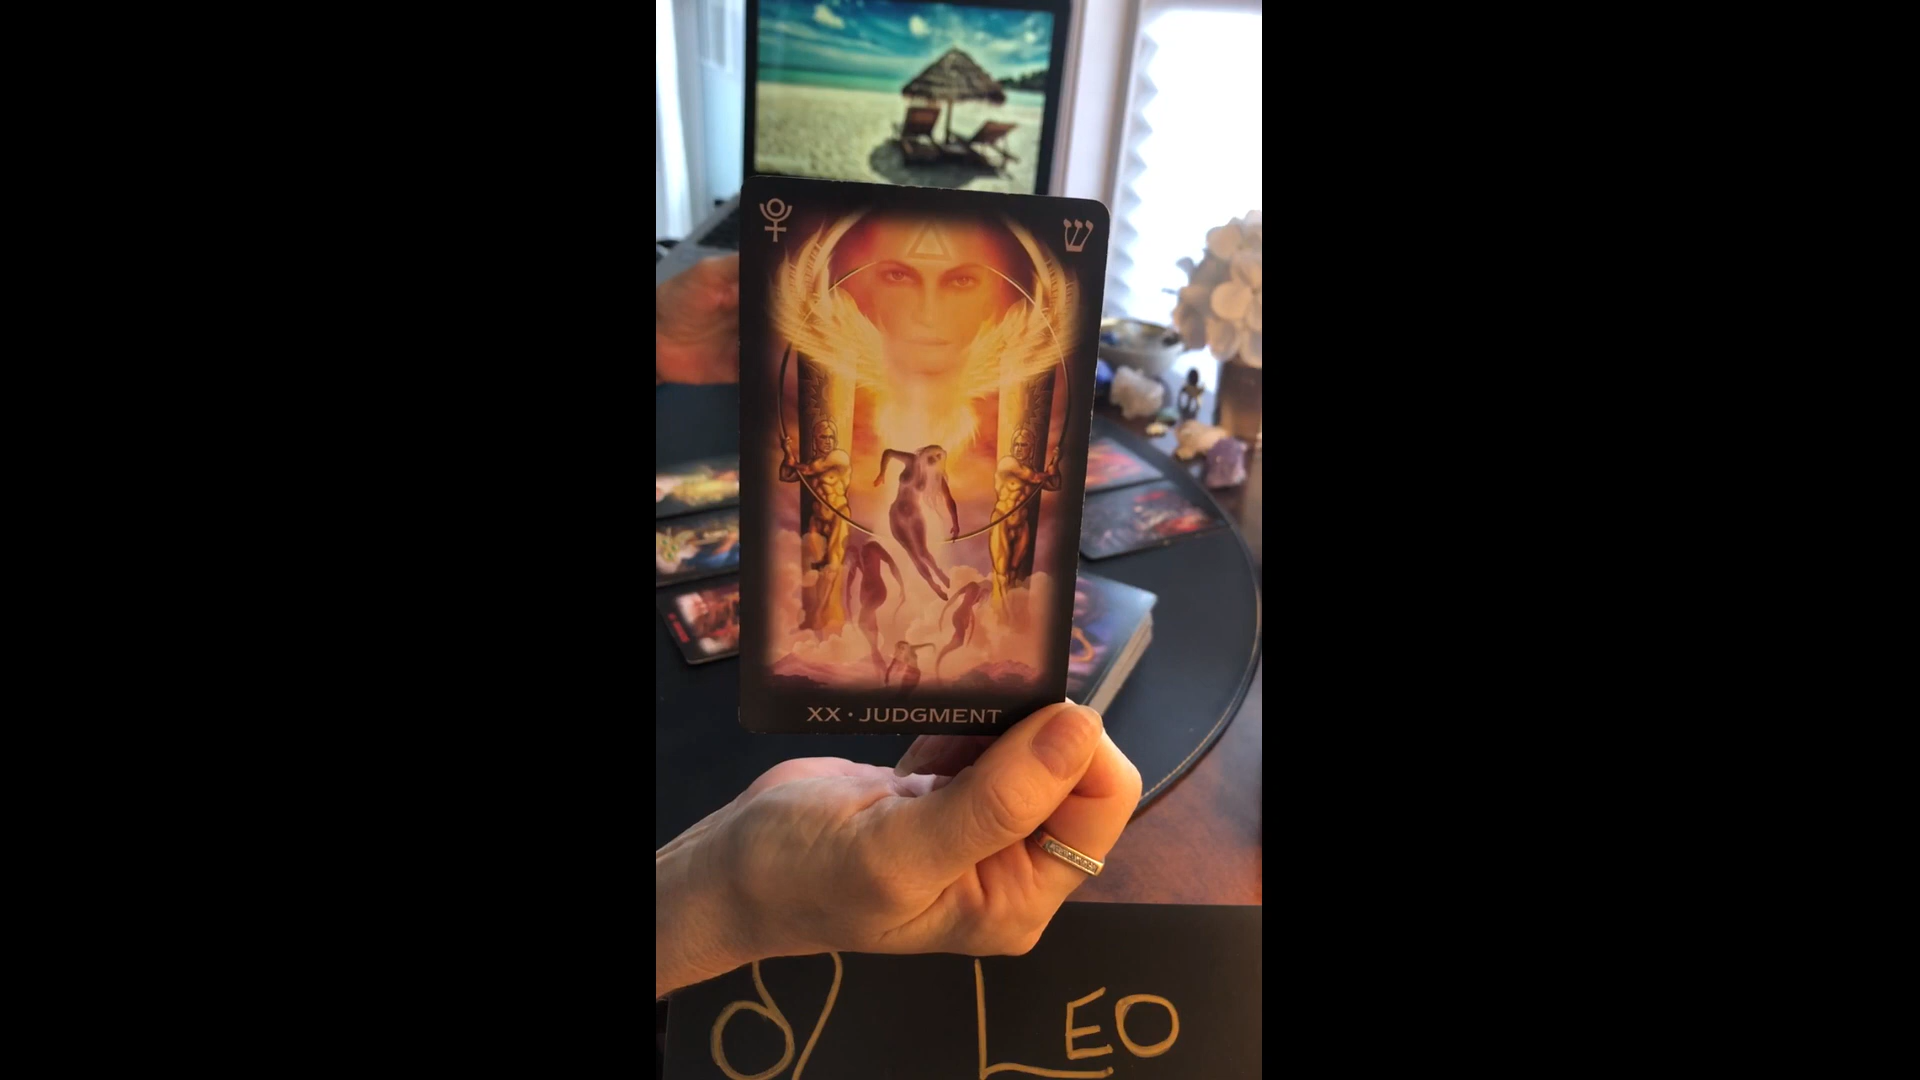 ש
XX · JUDGMENT
♌ LEO